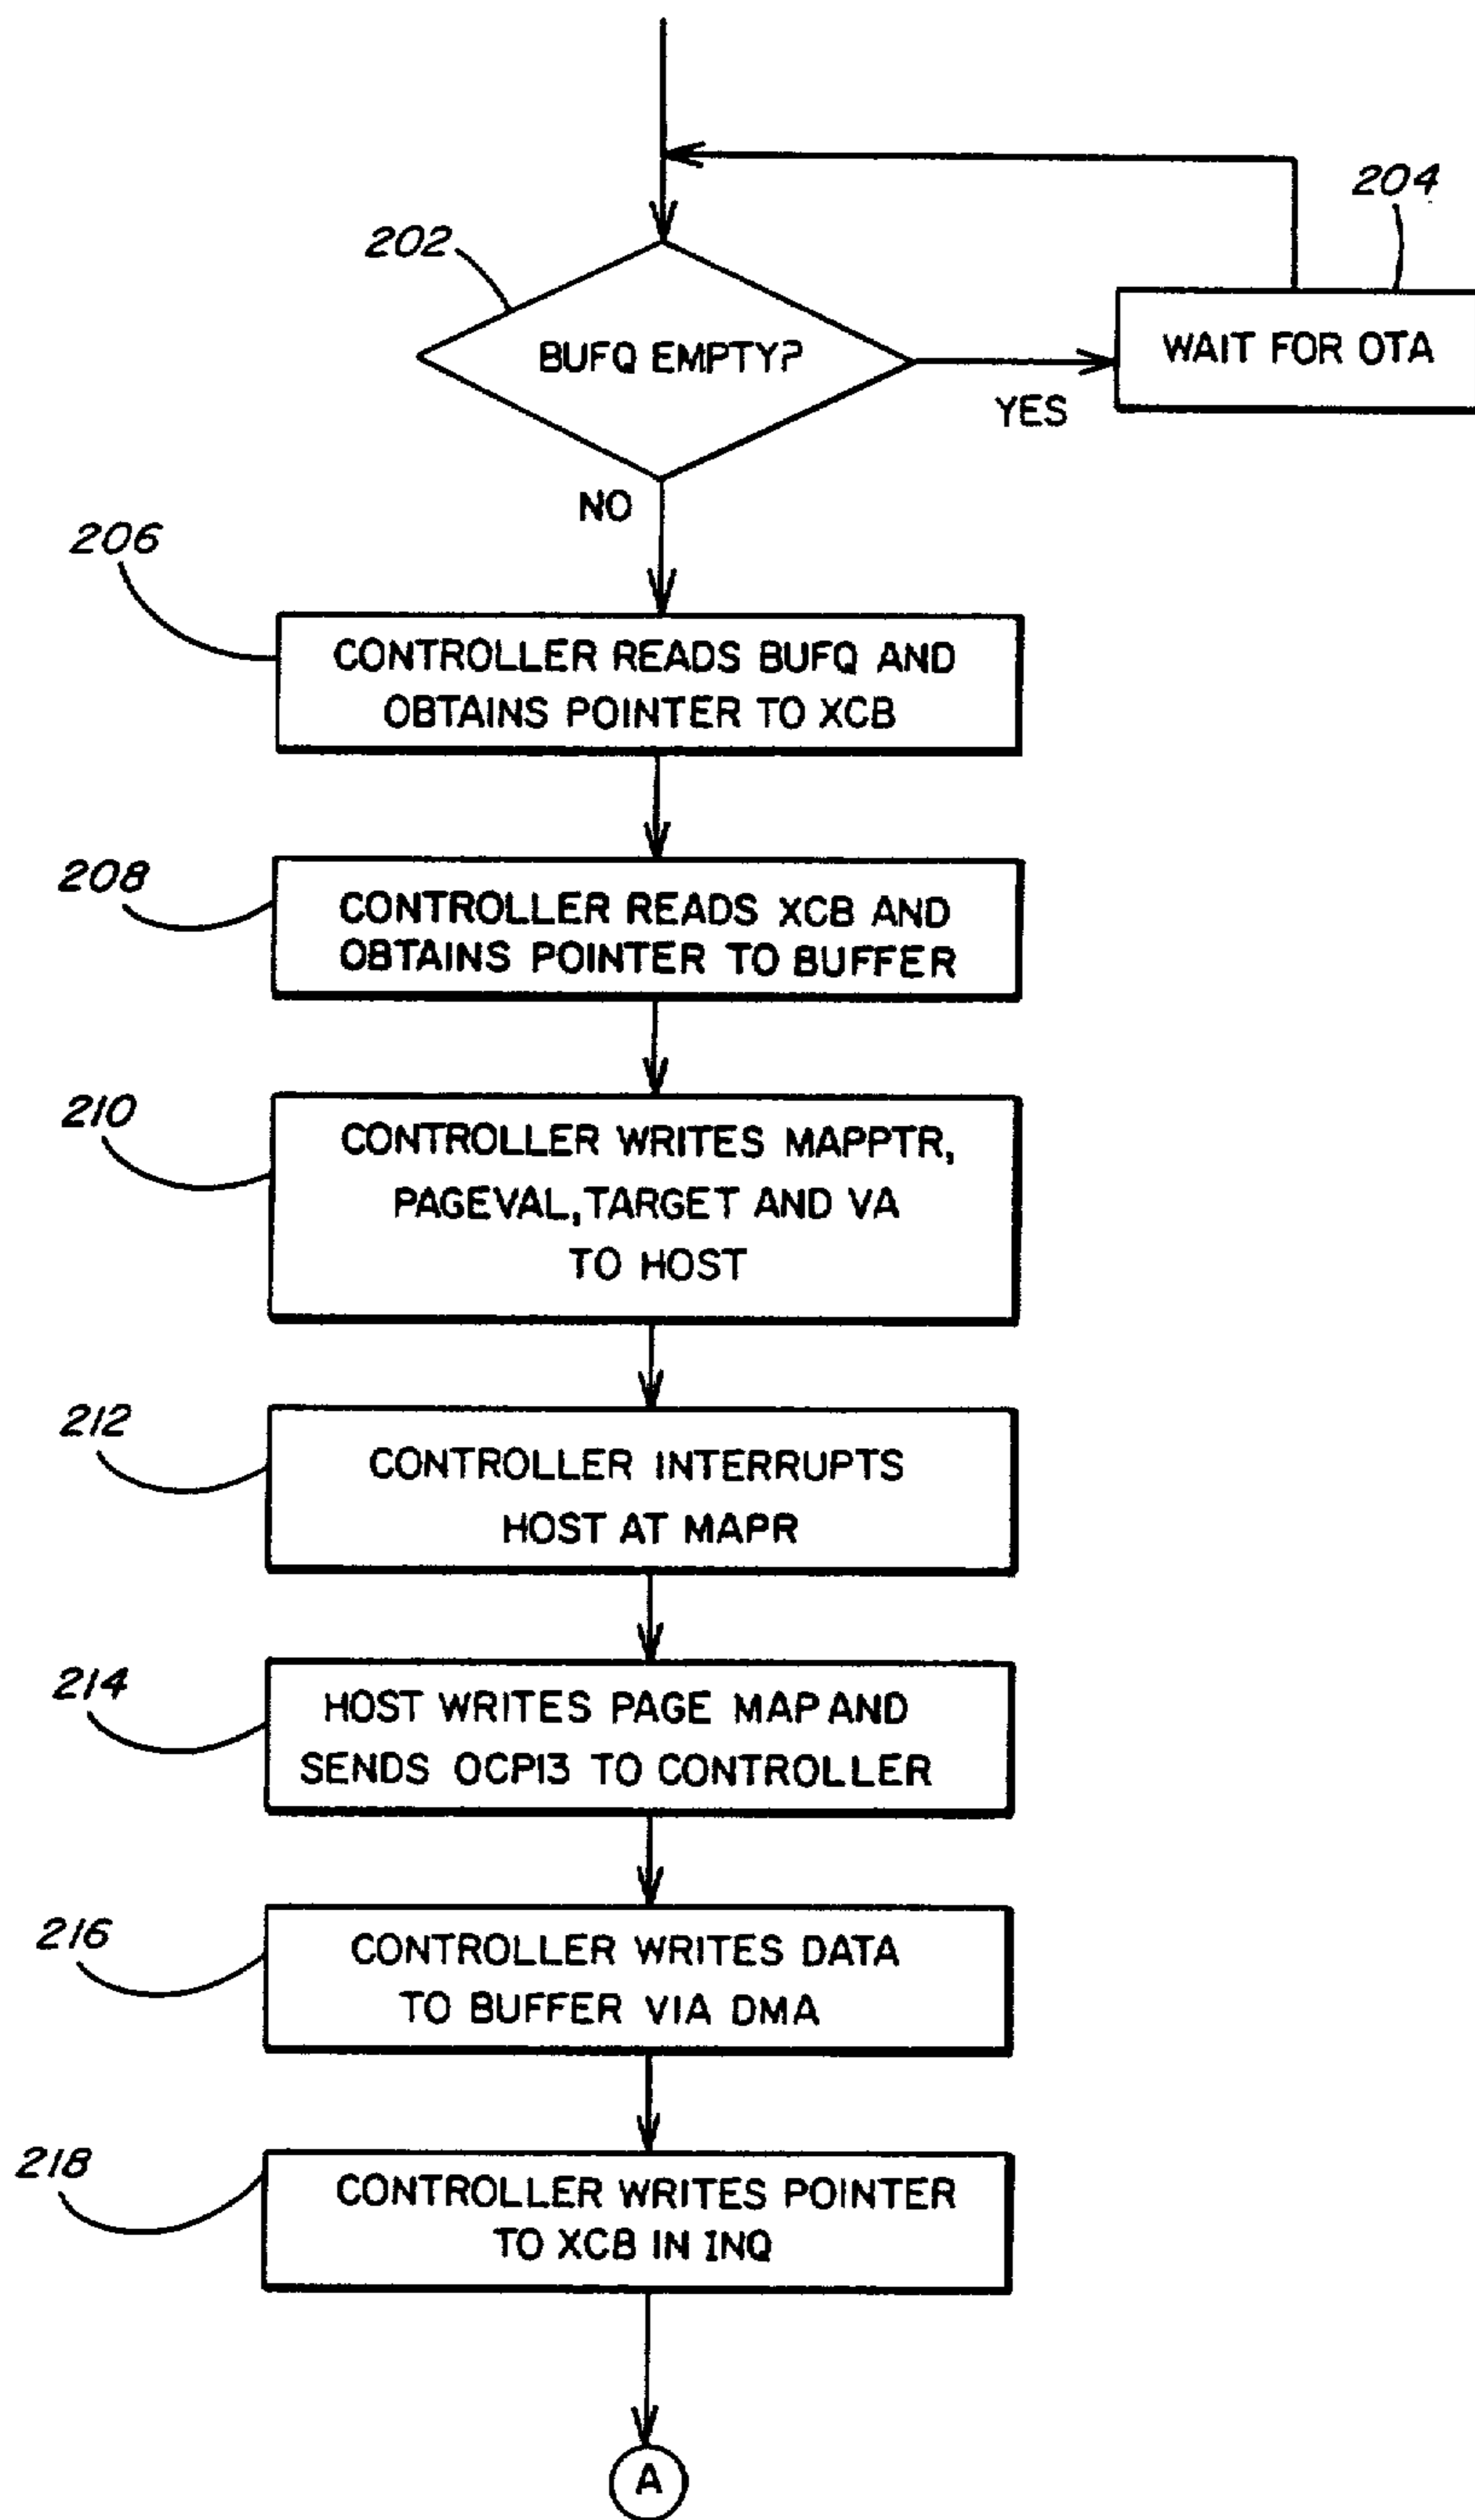 204
202
BUFQ EMPTY?
WAIT FOR OTA
YES
NO
206
CONTROLLER READS BUFQ AND
OBTAINS POINTER TO XCB
208
CONTROLLER READS XCB AND
OBTAINS POINTER TO BUFFER
210
CONTROLLER WRITES MAPPTR,
PAGEVAL, TARGET AND VA
TO HOST
212
CONTROLLER INTERRUPTS
HOST AT MAPR
214
HOST WRITES PAGE MAP AND
SENDS OCP13 TO CONTROLLER
216
CONTROLLER WRITES DATA
TO BUFFER VIA DMA
218
CONTROLLER WRITES POINTER
TO XCB IN INQ
A